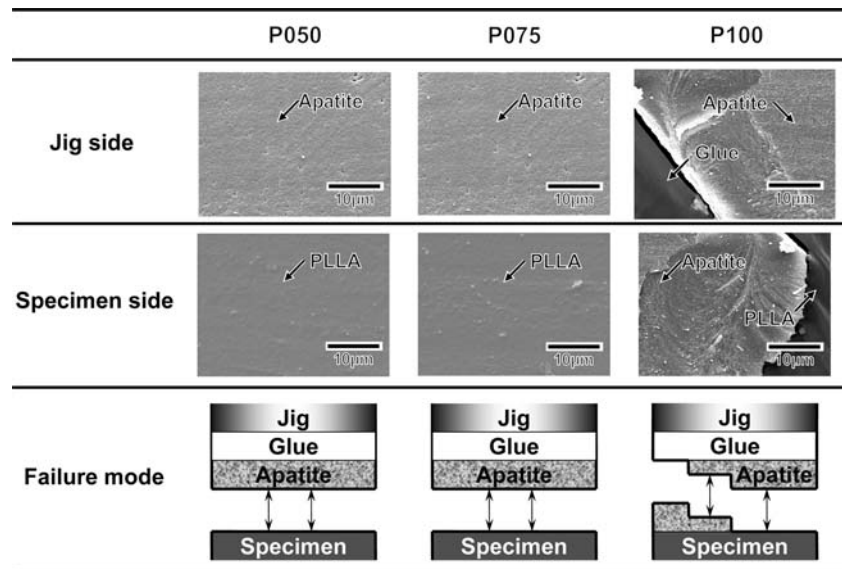 P050 P075 P100
Jig side
Apatite
10μm
Apatite
10μm
Apatite
Glue
10μm
Specimen side
PLLA
10μm
PLLA
10μm
Apatite
PLLA
10μm
Failure mode
Jig
Glue
Apatite
Specimen
Jig
Glue
Apatite
Specimen
Jig
Glue
Apatite
Specimen